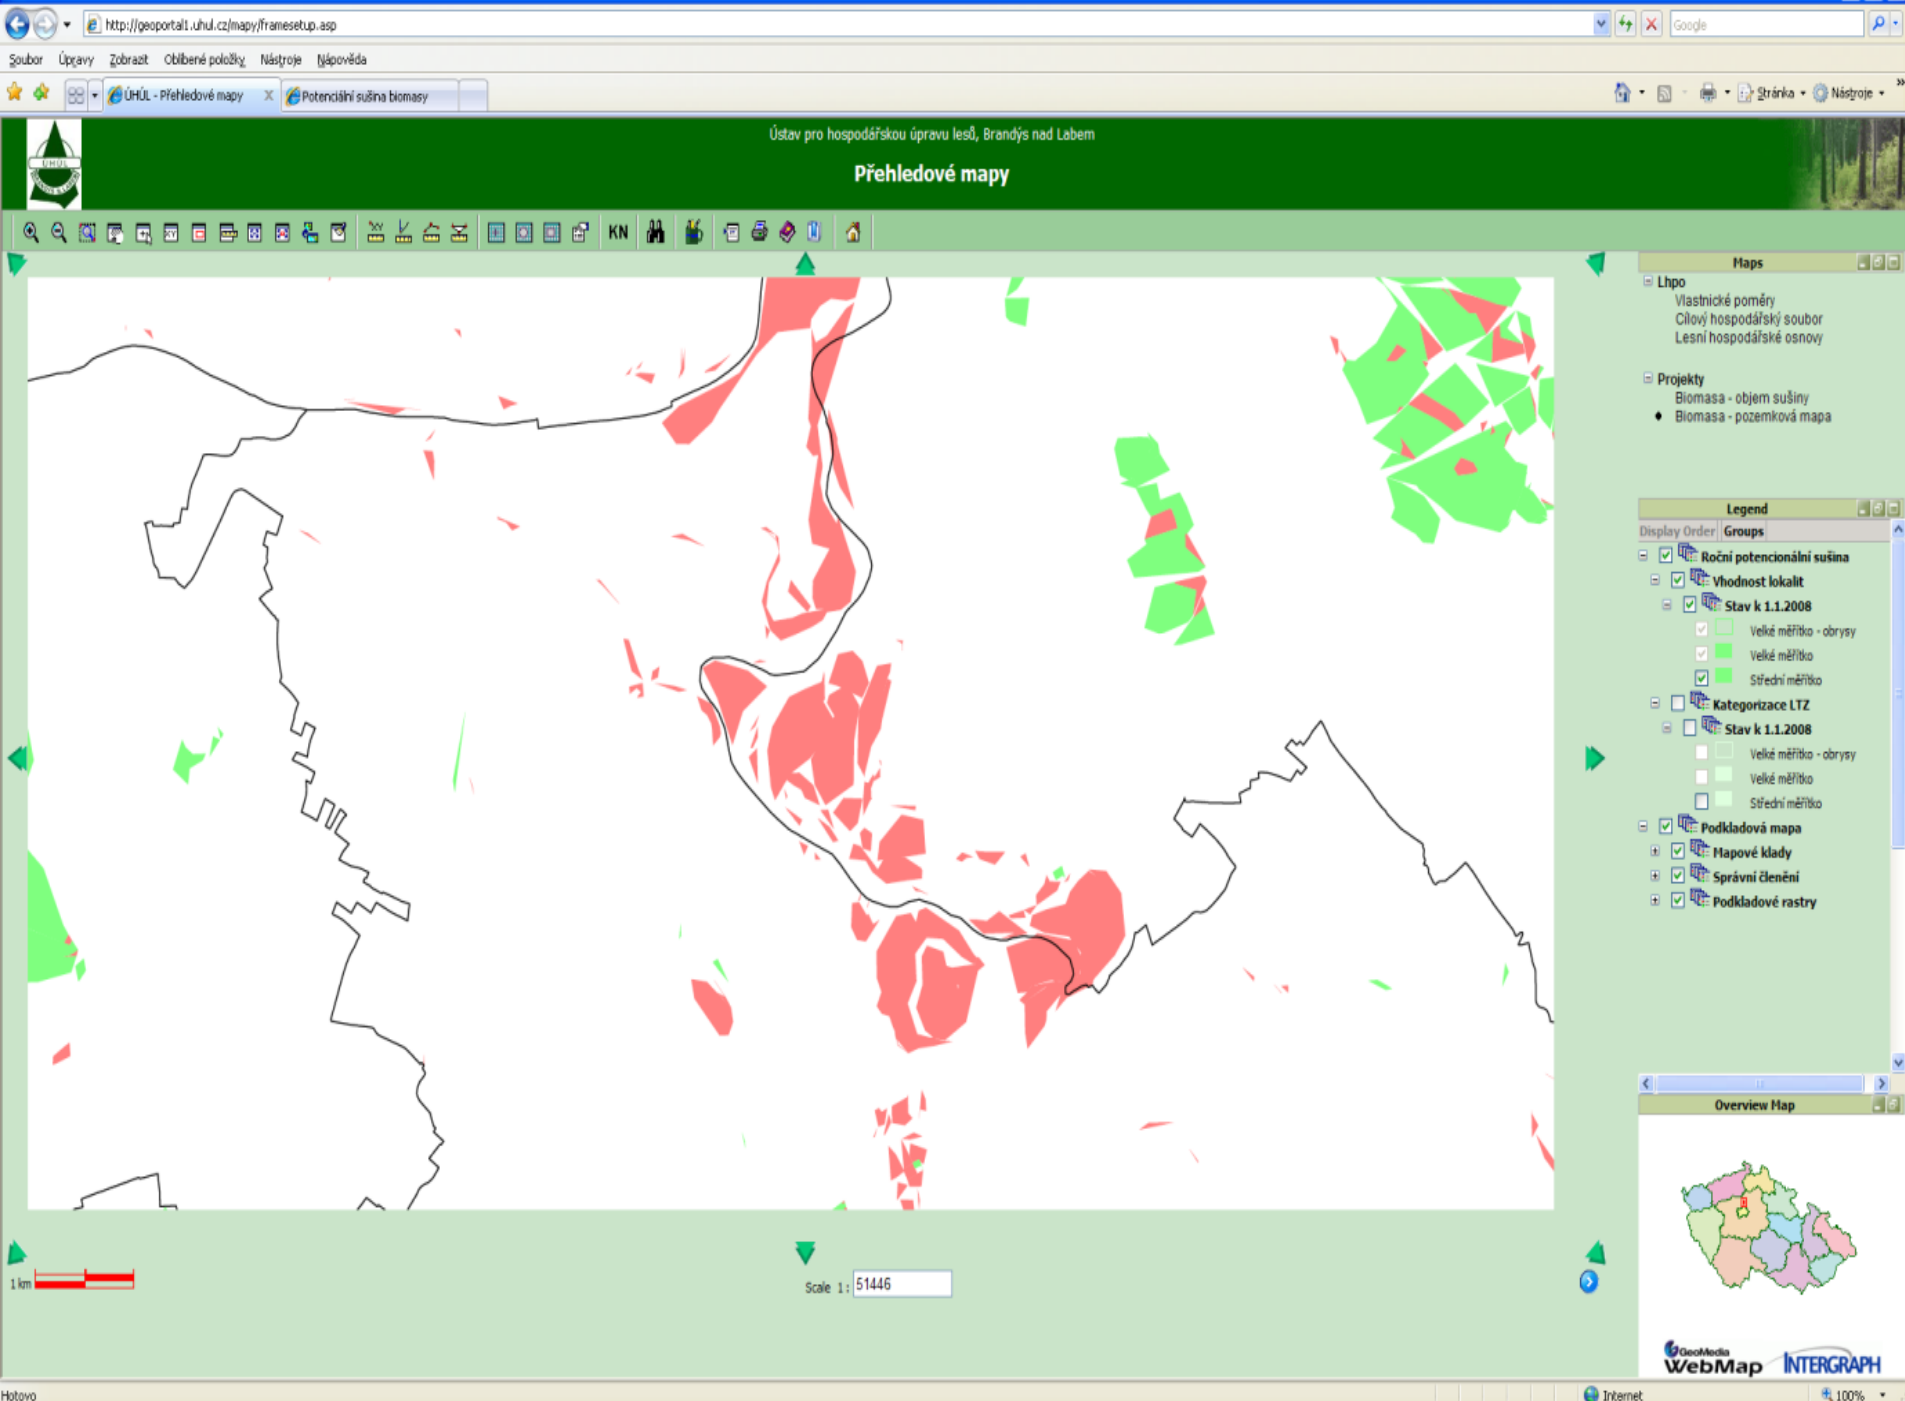 http://geoportal1.uhul.cz/mapy/framesetup.asp
Google
Soubor Úpravy Zobrazit Oblíbené položky Nástroje Nápověda
ÚHÚL - Přehledové mapy X Potenciální sušina biomasy
Stránka Nástroje
Ústav pro hospodářskou úpravu lesů, Brandýs nad Labem
Přehledové mapy
ÚHÚL
KN
Maps
Lhpo
Vlastnické poměry
Cílový hospodářský soubor
Lesní hospodářské osnovy
Projekty
Biomasa - objem sušiny
Biomasa - pozemková mapa
Legend
Display Order Groups
Roční potencionální sušina
Vhodnost lokalit
Stav k 1.1.2008
Velké měřítko - obrysy
Velké měřítko
Střední měřítko
Kategorizace LTZ
Stav k 1.1.2008
Velké měřítko - obrysy
Velké měřítko
Střední měřítko
Podkladová mapa
Mapové klady
Správní členění
Podkladové rastry
Overview Map
1 km
Scale 1: 51446
GeoMedia
WebMap INTERGRAPH
Hotovo
Internet
100%